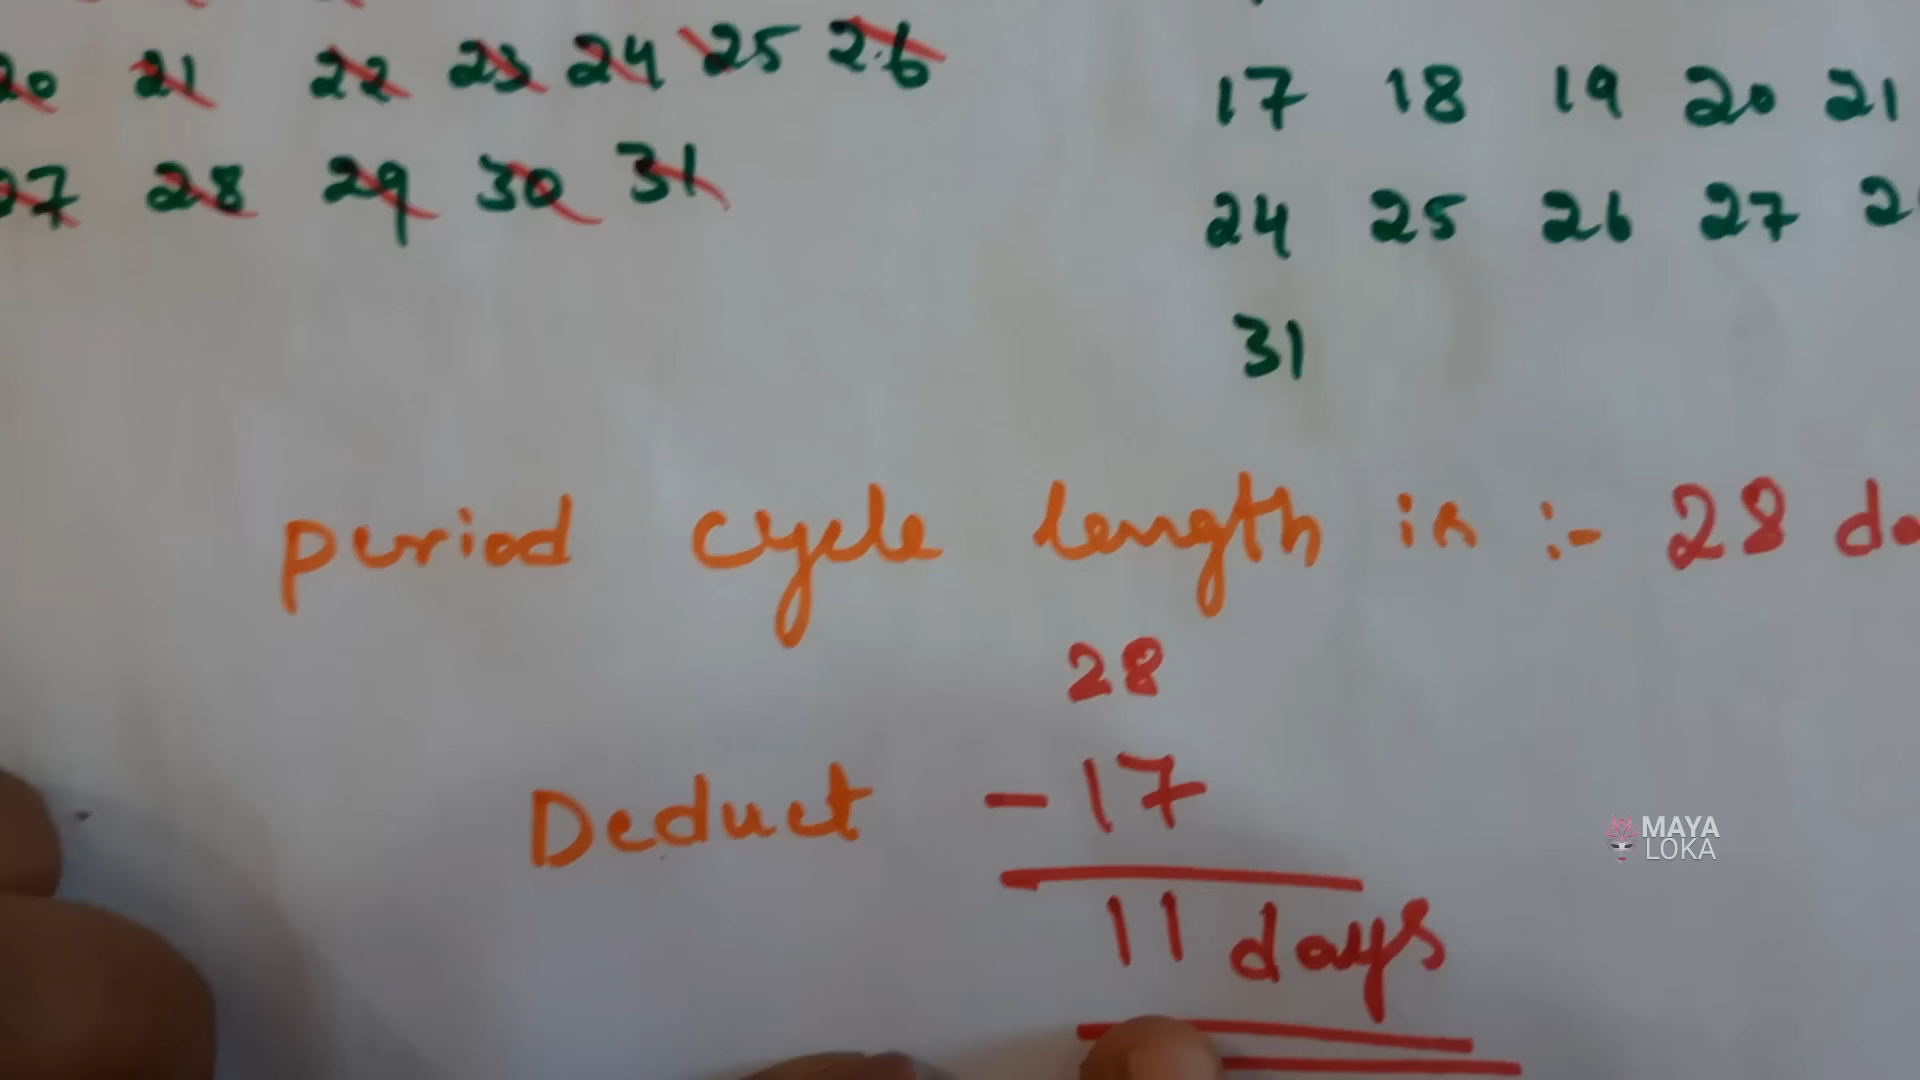 20 21 22 23 24 25 26
27 28 29 30 31
17 18 19 20 21
24 25 26 27
31
Period cycle length is :- 28
28
Deduct - 17
11 days
MAYA
LOKA